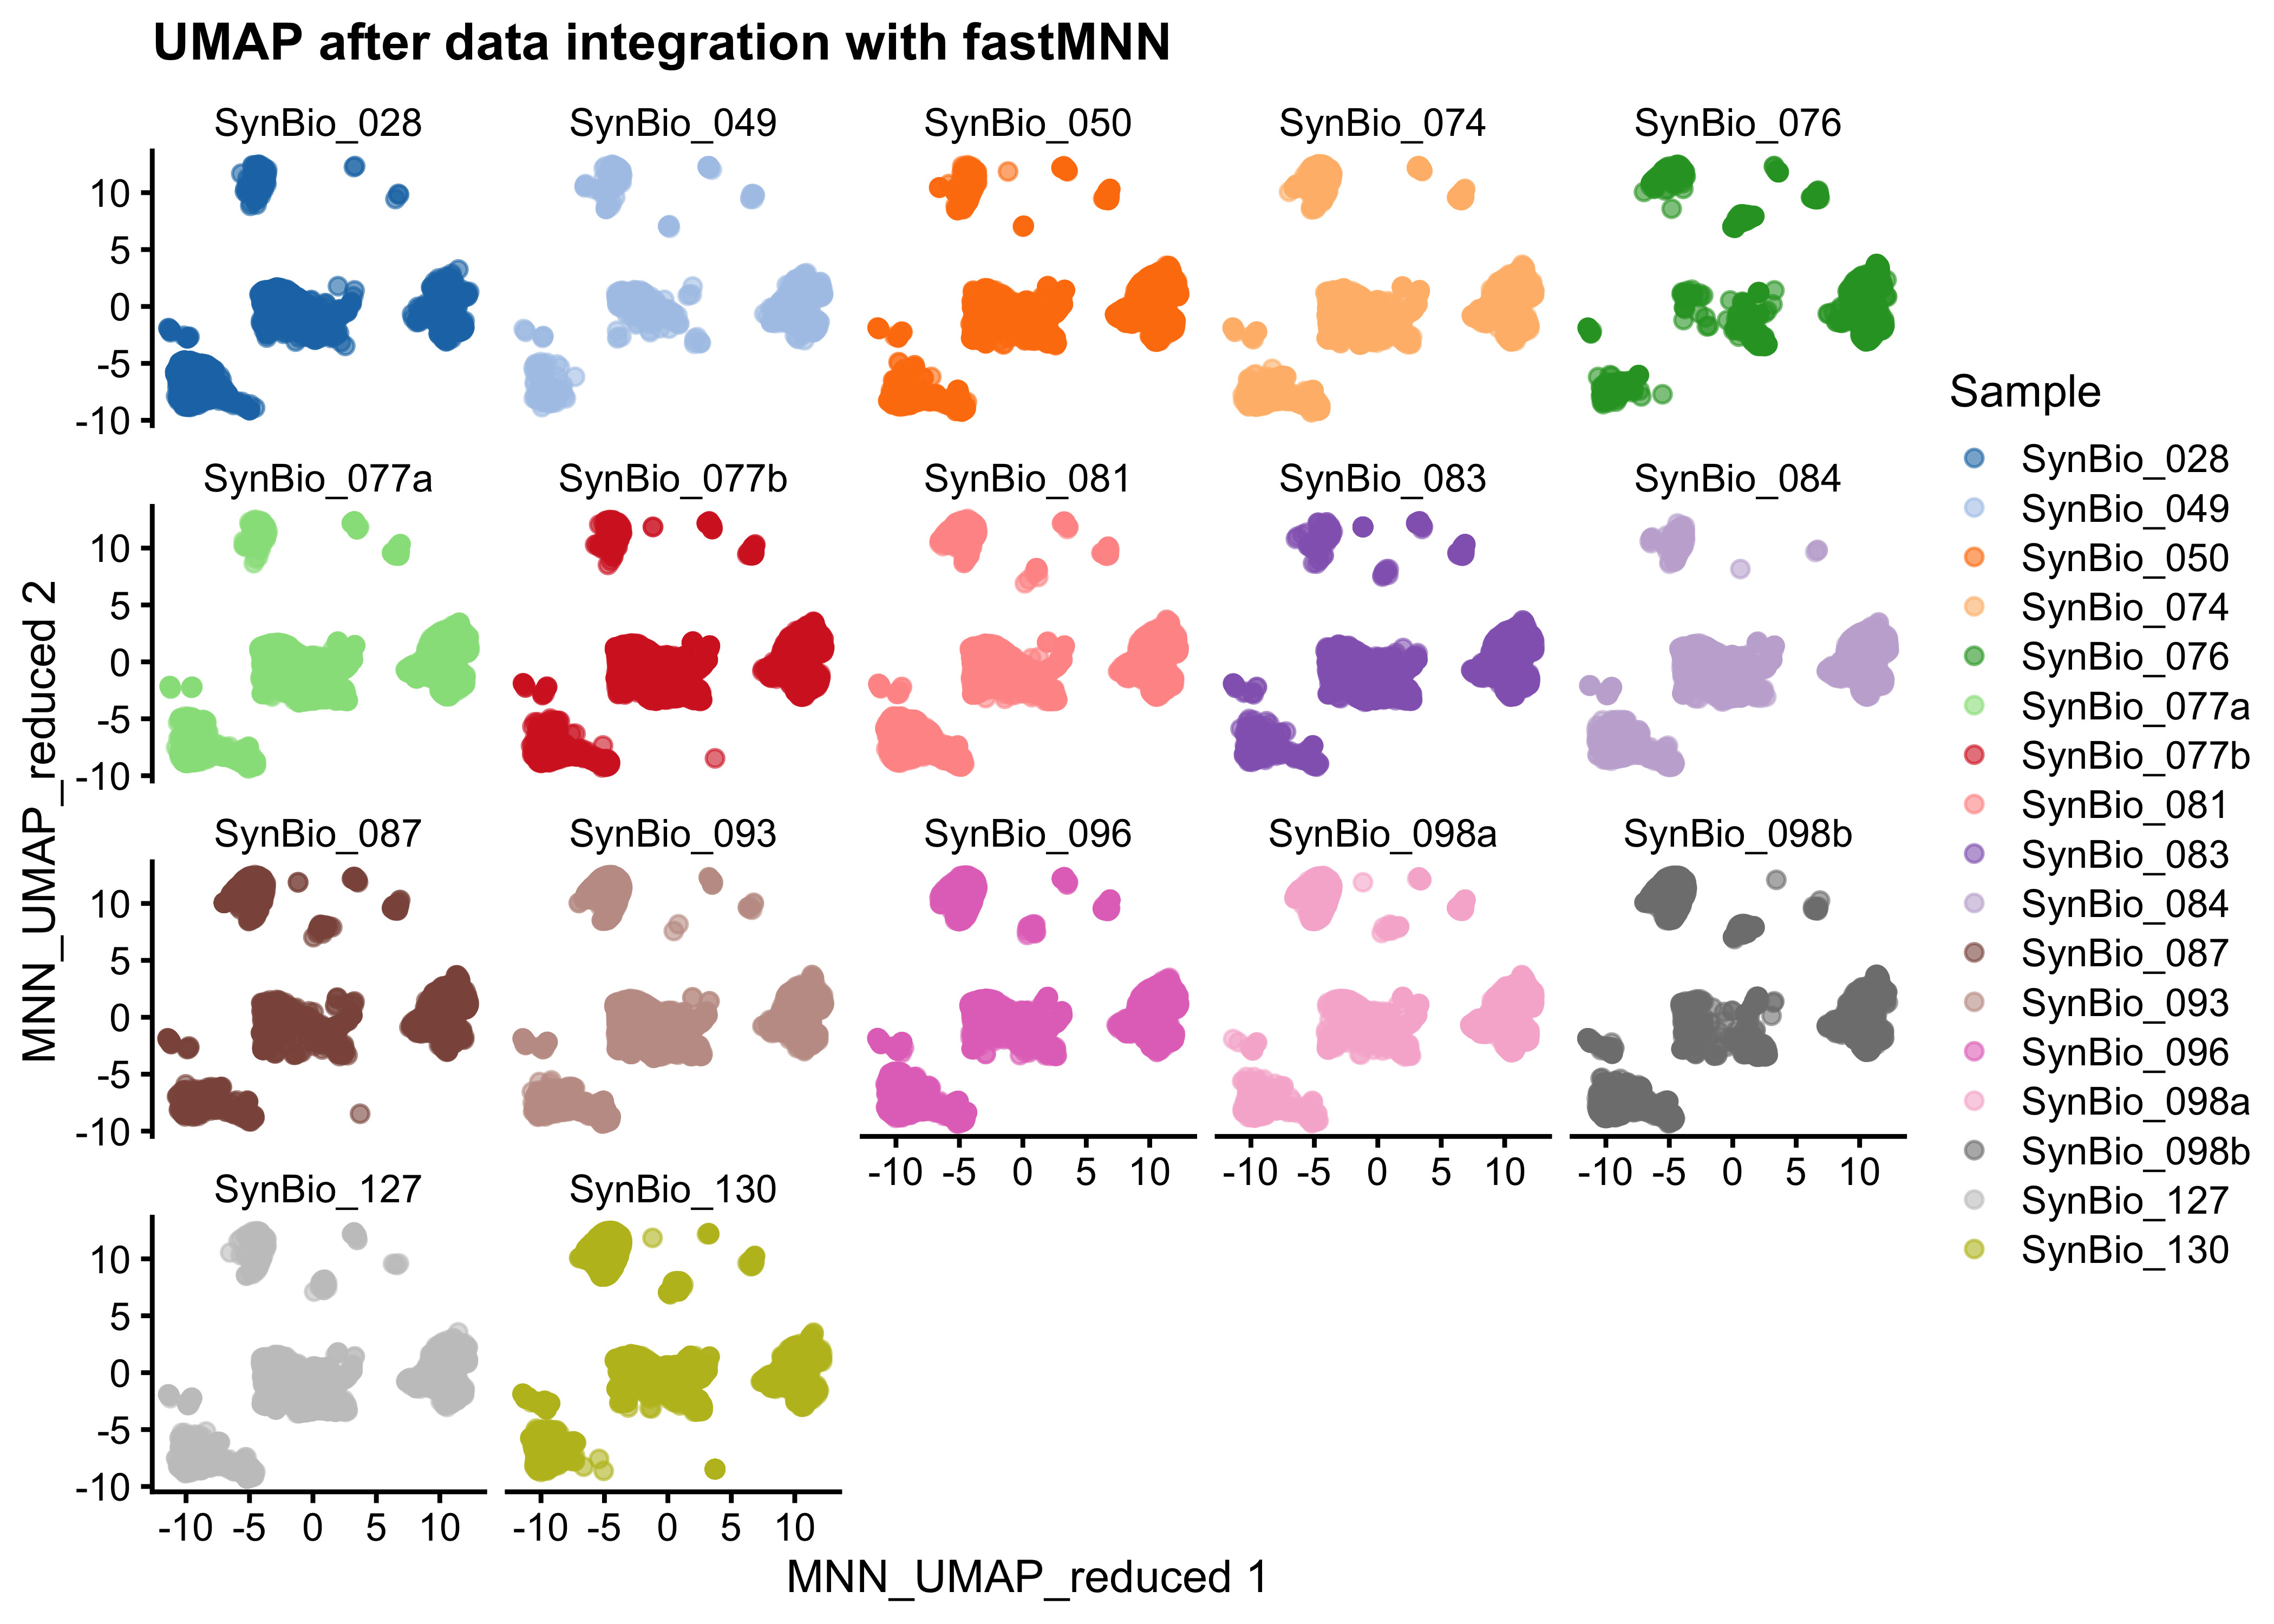 UMAP after data integration with fastMNN
SynBio_028 SynBio_049 SynBio_050 SynBio_074 SynBio_076
10
5
0
-5
-10
SynBio_077a SynBio_077b SynBio_081 SynBio_083 SynBio_084
10
5
0
-5
-10
SynBio_087 SynBio_093 SynBio_096 SynBio_098a SynBio_098b
10
5
0
-5
-10
-10 -5 0 5 10 -10 -5 0 5 10 -10 -5 0 5 10
SynBio_127 SynBio_130
10
5
0
-5
-10
-10 -5 0 5 10 -10 -5 0 5 10
MNN_UMAP_reduced 1
MNN_UMAP_reduced 2
Sample
SynBio_028
SynBio_049
SynBio_050
SynBio_074
SynBio_076
SynBio_077a
SynBio_077b
SynBio_081
SynBio_083
SynBio_084
SynBio_087
SynBio_093
SynBio_096
SynBio_098a
SynBio_098b
SynBio_127
SynBio_130